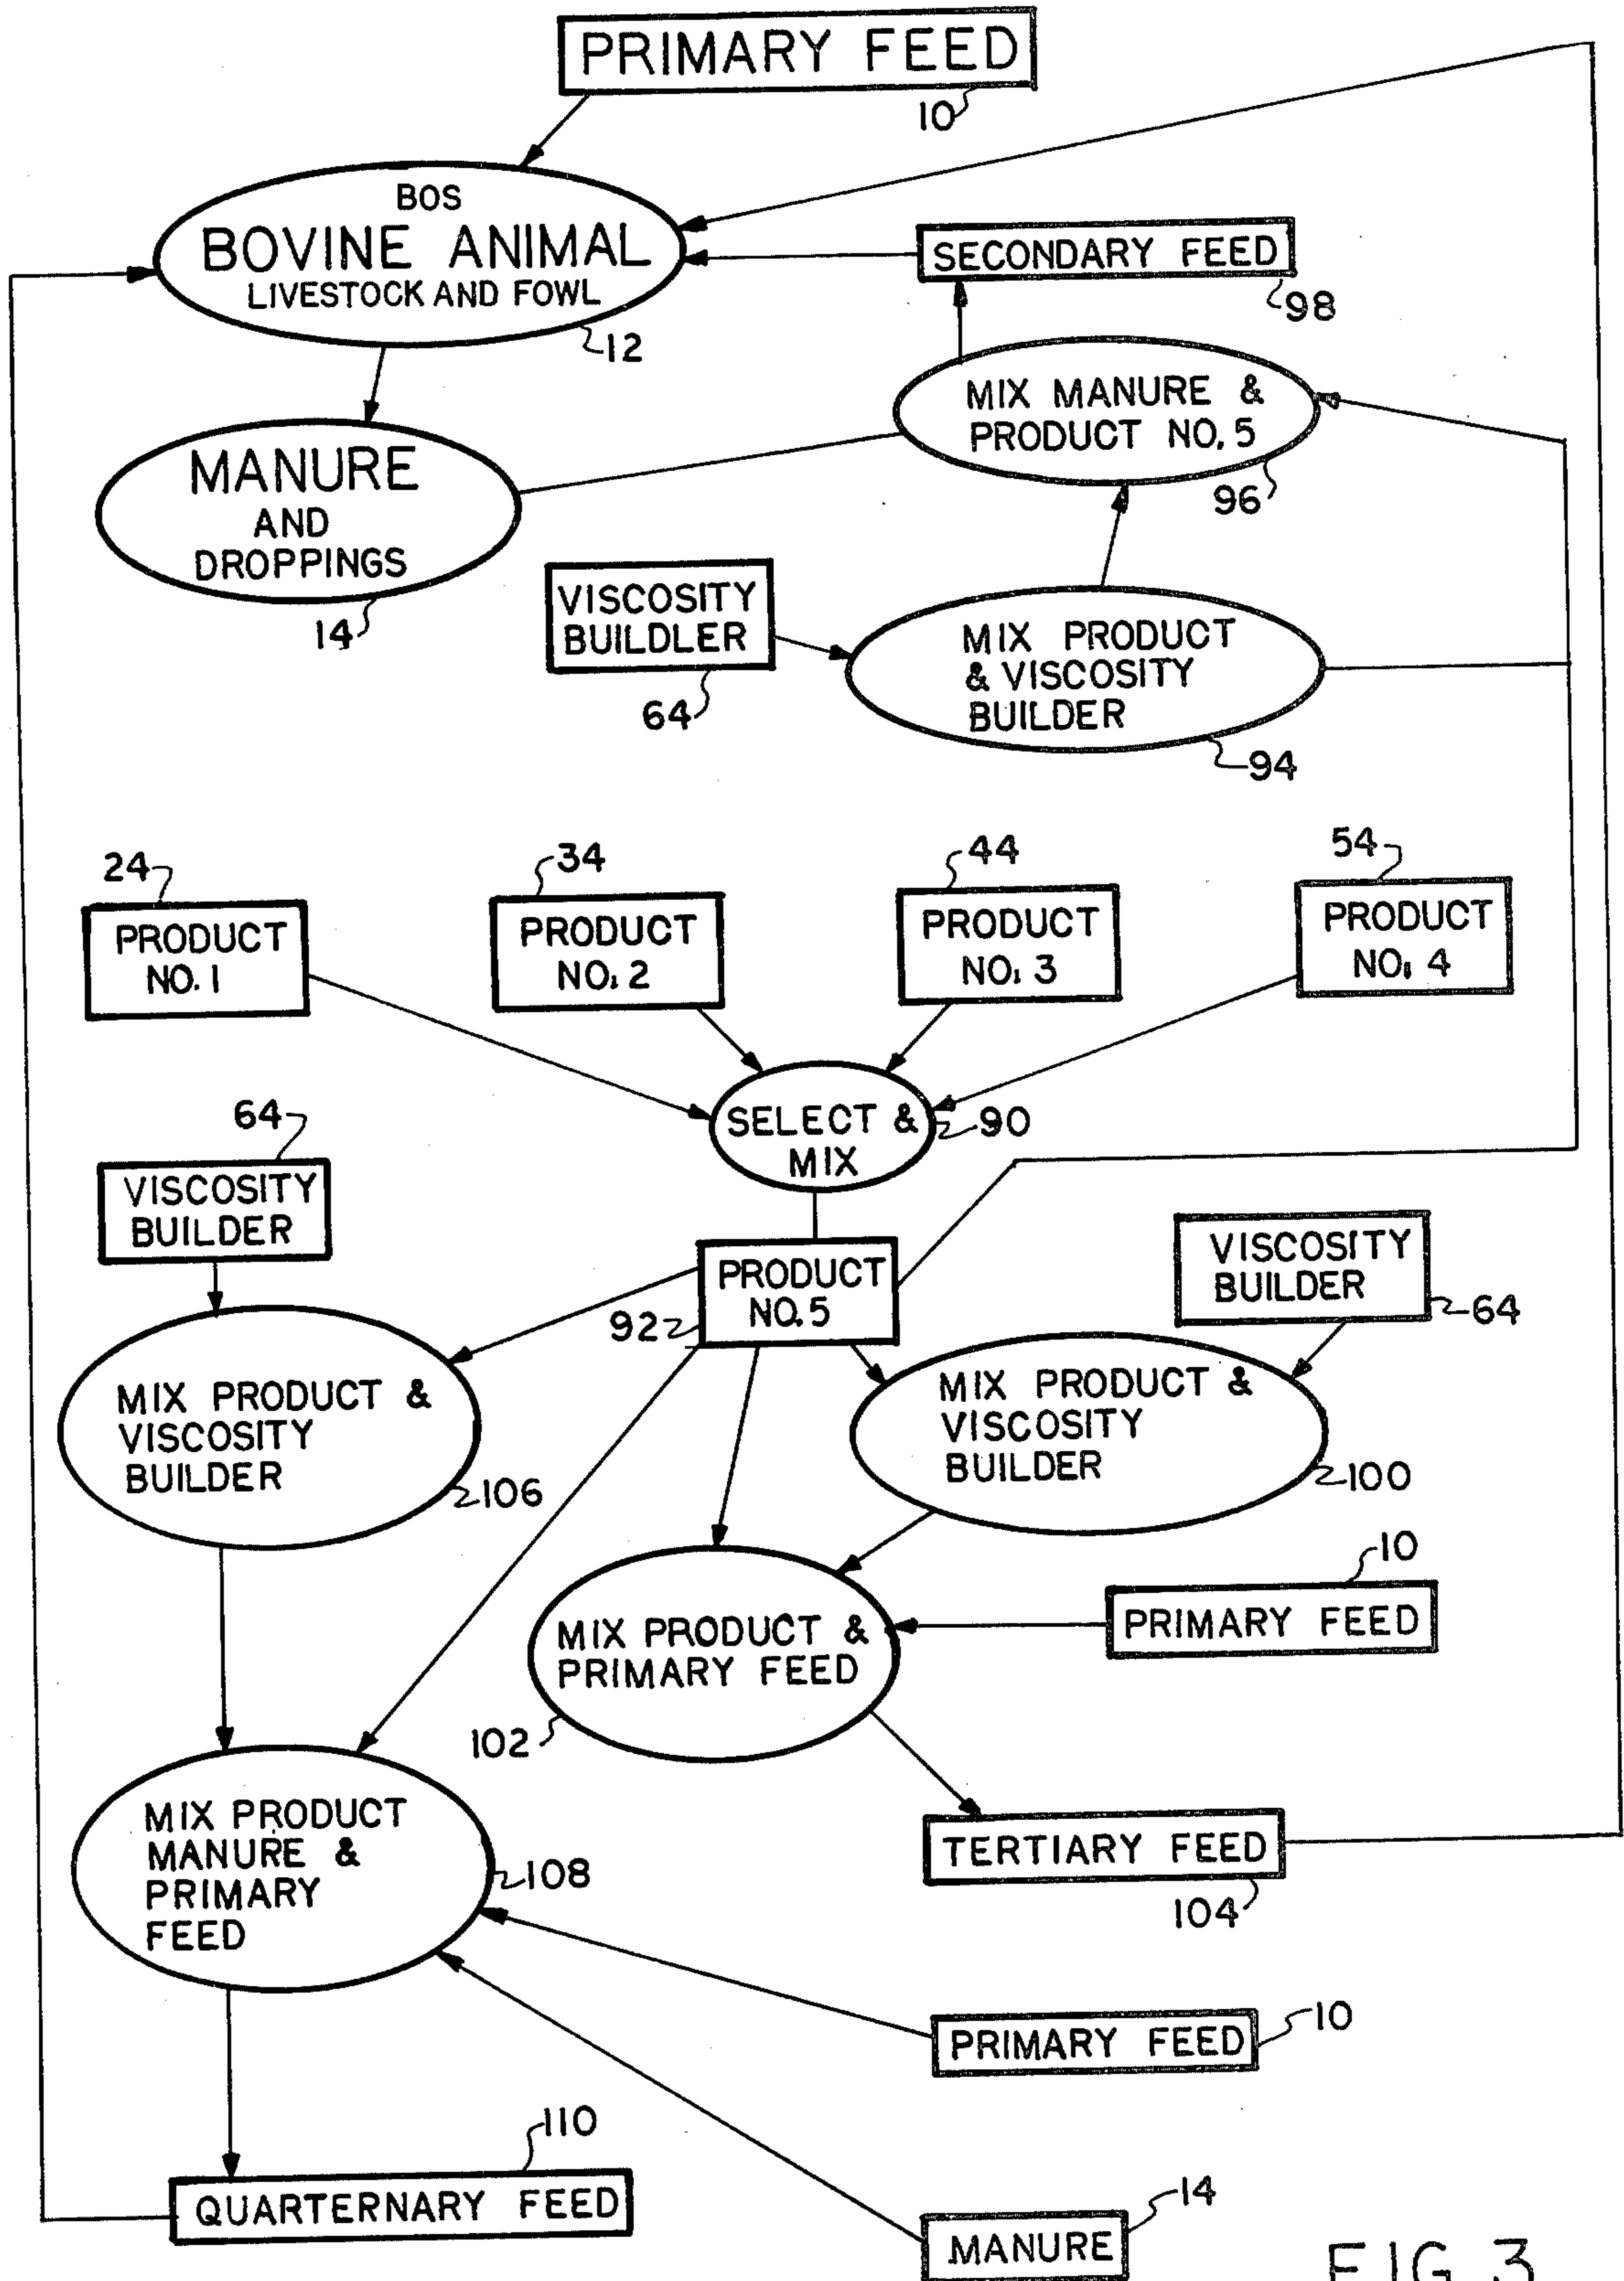 PRIMARY FEED
10
BOS
BOVINE ANIMAL
LIVESTOCK AND FOWL
12
SECONDARY FEED
98
MIX MANURE &
PRODUCT NO. 5
96
MANURE
AND
DROPPINGS
14
VISCOSITY
BUILDLER
64
MIX PRODUCT
& VISCOSITY
BUILDER
94
24
PRODUCT
NO. 1
34
PRODUCT
NO. 2
44
PRODUCT
NO. 3
54
PRODUCT
NO. 4
SELECT &
MIX
90
64
VISCOSITY
BUILDER
PRODUCT
NO. 5
92
VISCOSITY
BUILDER
64
MIX PRODUCT &
VISCOSITY
BUILDER
106
MIX PRODUCT &
VISCOSITY
BUILDER
100
10
PRIMARY FEED
MIX PRODUCT &
PRIMARY FEED
102
MIX PRODUCT
MANURE &
PRIMARY
FEED
108
TERTIARY FEED
104
PRIMARY FEED
10
110
QUARTERNARY FEED
14
MANURE
FIG. 3